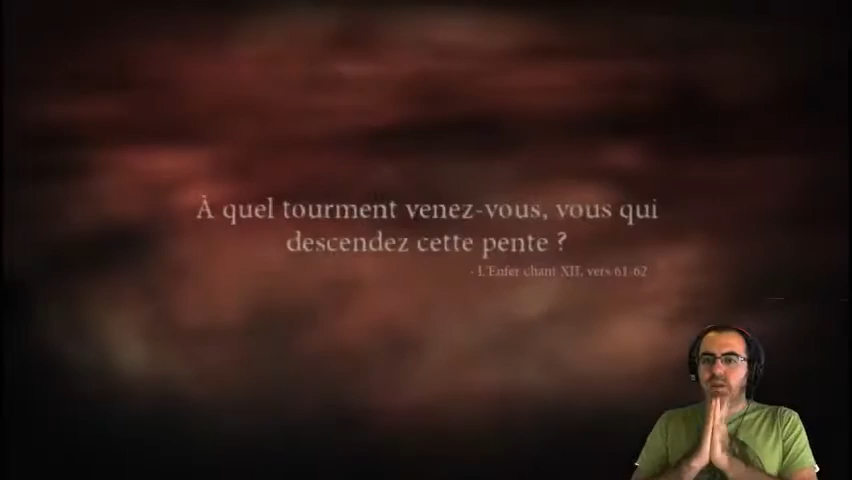 À quel tourment venez-vous, vous qui
descendez cette pente ?
- L'Enfer chant XII, vers 61-62